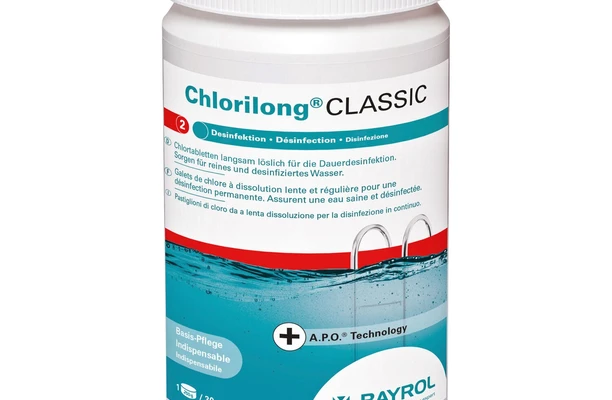 Chlorilong® CLASSIC
2 Desinfektion • Désinfection • Disinfezione
Chlortabletten langsam löslich für die Dauerdesinfektion.
Sorgen für reines und desinfiziertes Wasser.
Galets de chlore à dissolution lente et régulière pour une
désinfection permanente. Assurent une eau saine et désinfectée.
Pastiglioni di cloro da a lenta dissoluzione per la disinfezione in continuo.
A.P.O.® Technology
Basis-Pflege
Indispensable
Indispensabile
BAYROL
1